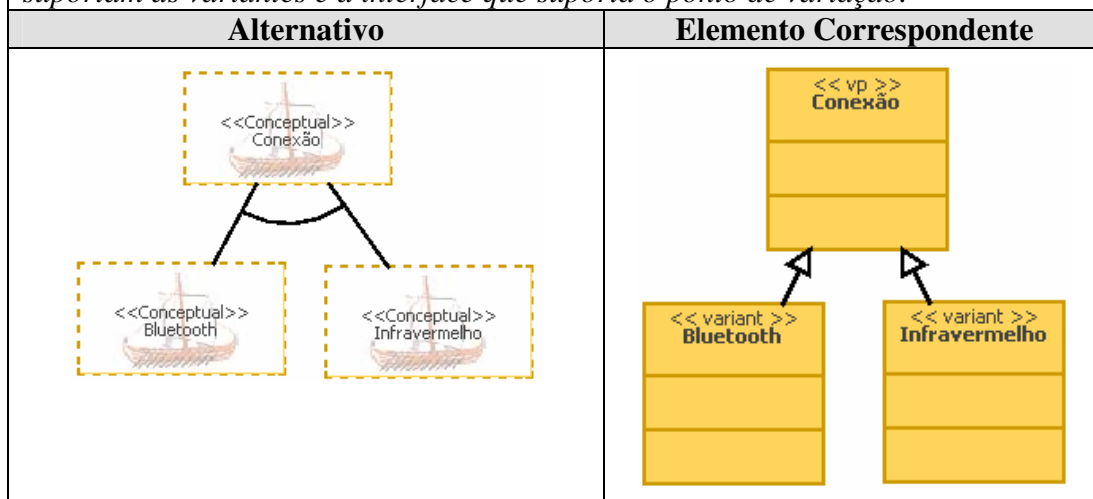 suportam as variantes e a interface que suporta o ponto de variação.
Alternativo
Elemento Correspondente
<<Conceptual>>
Conexão
<<Conceptual>>
Bluetooth
<<Conceptual>>
Infravermelho
<< vp >>
Conexão
<< variant >>
Bluetooth
<< variant >>
Infravermelho